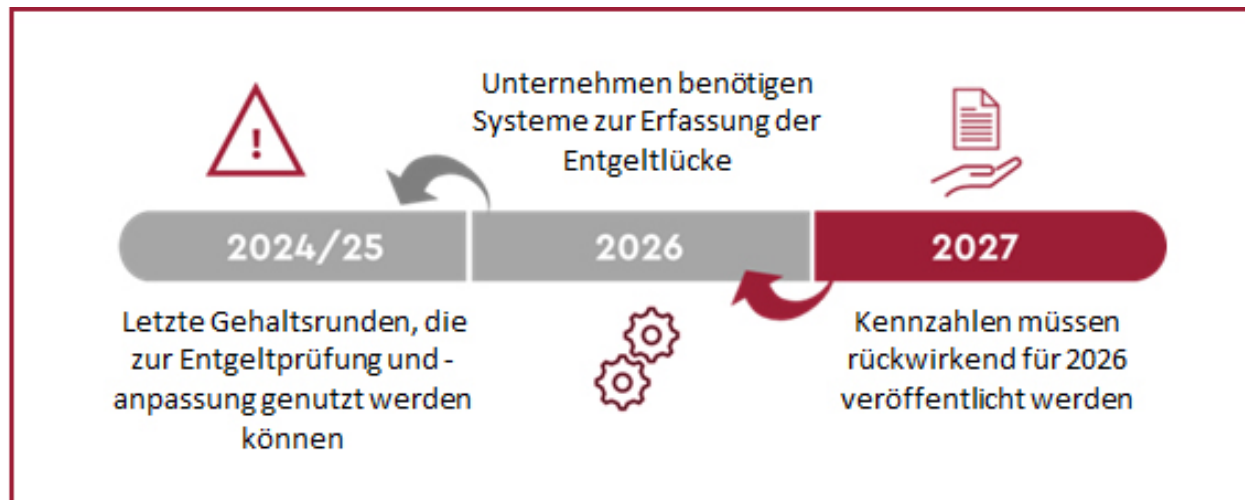 !
Unternehmen benötigen
Systeme zur Erfassung der
Entgeltlücke
2024/25
2026
2027
Letzte Gehaltsrunden, die
zur Entgeltprüfung und -
anpassung genutzt werden
können
Kennzahlen müssen
rückwirkend für 2026
veröffentlicht werden